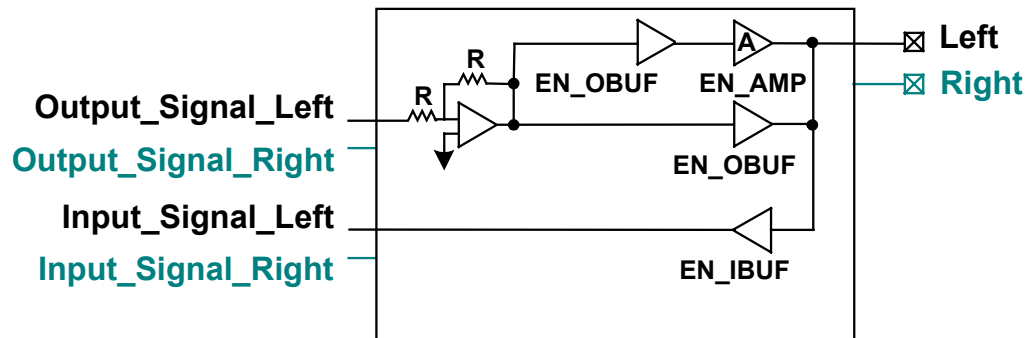 Left
R
A
R
EN_OBUF
EN_AMP
Right
Output_Signal_Left
Output_Signal_Right
EN_OBUF
Input_Signal_Left
Input_Signal_Right
EN_IBUF